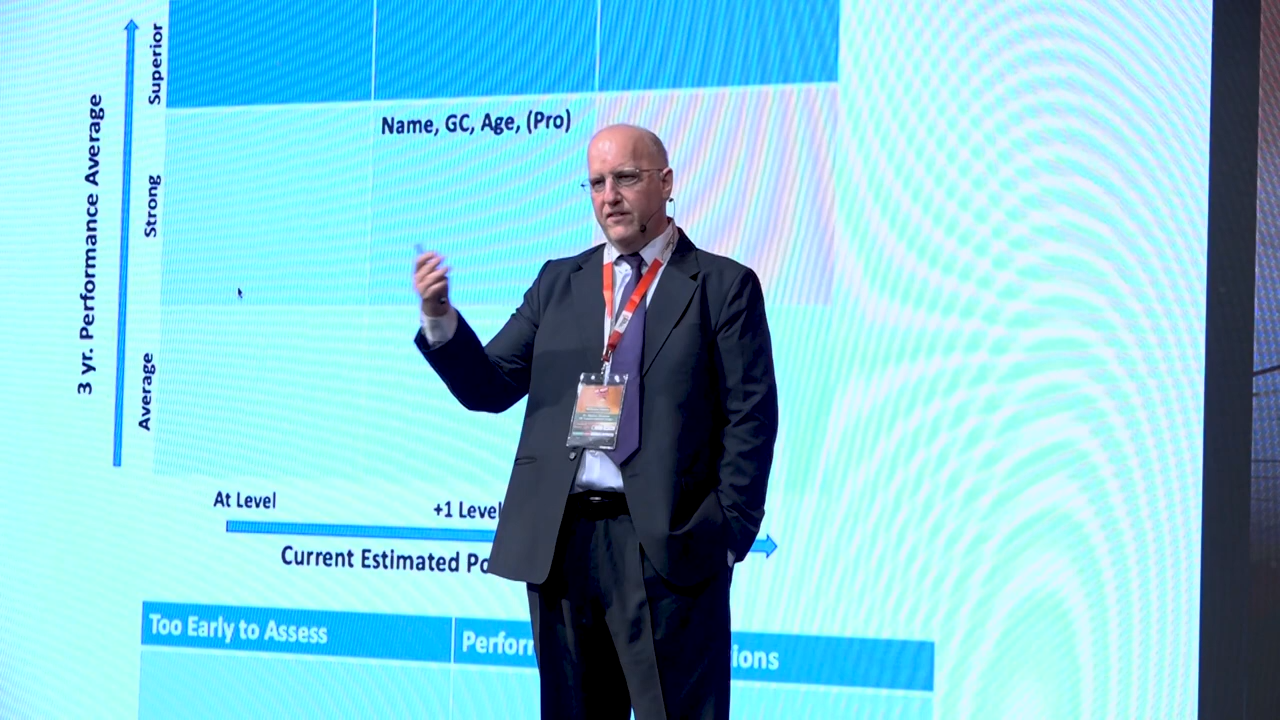 Superior
Strong
Average
3 yr. Performance Average
Name, GC, Age, (Pro)
At Level
+1 Level
Current Estimated Po
Too Early to Assess
Perform
ions